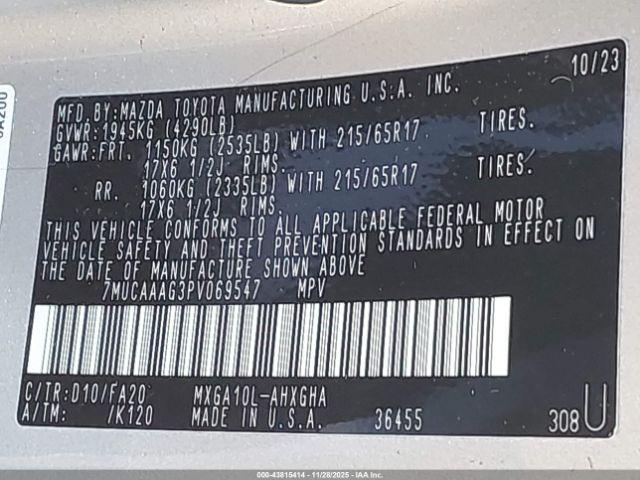 10/23
MFD.BY:MAZDA TOYOTA MANUFACTURING U.S.A. INC.
GVWR:1945KG (4290LB)
GAWR:FRT. 1150KG (2535LB) WITH 215/65R17 TIRES.
17X6 1/2J RIMS.
RR. 1060KG (2335LB) WITH 215/65R17 TIRES.
17X6 1/2J RIMS.
THIS VEHICLE CONFORMS TO ALL APPLICABLE FEDERAL MOTOR
VEHICLE SAFETY AND THEFT PREVENTION STANDARDS IN EFFECT ON
THE DATE OF MANUFACTURE SHOWN ABOVE
7MUCAAAG3PV069547 MPV
C/TR:D10/FA20 MXGA10L-AHXGHA
A/TM: /K120 MADE IN U.S.A. 36455 308U
000-43815414 - 11/28/2025 - IAA Inc.